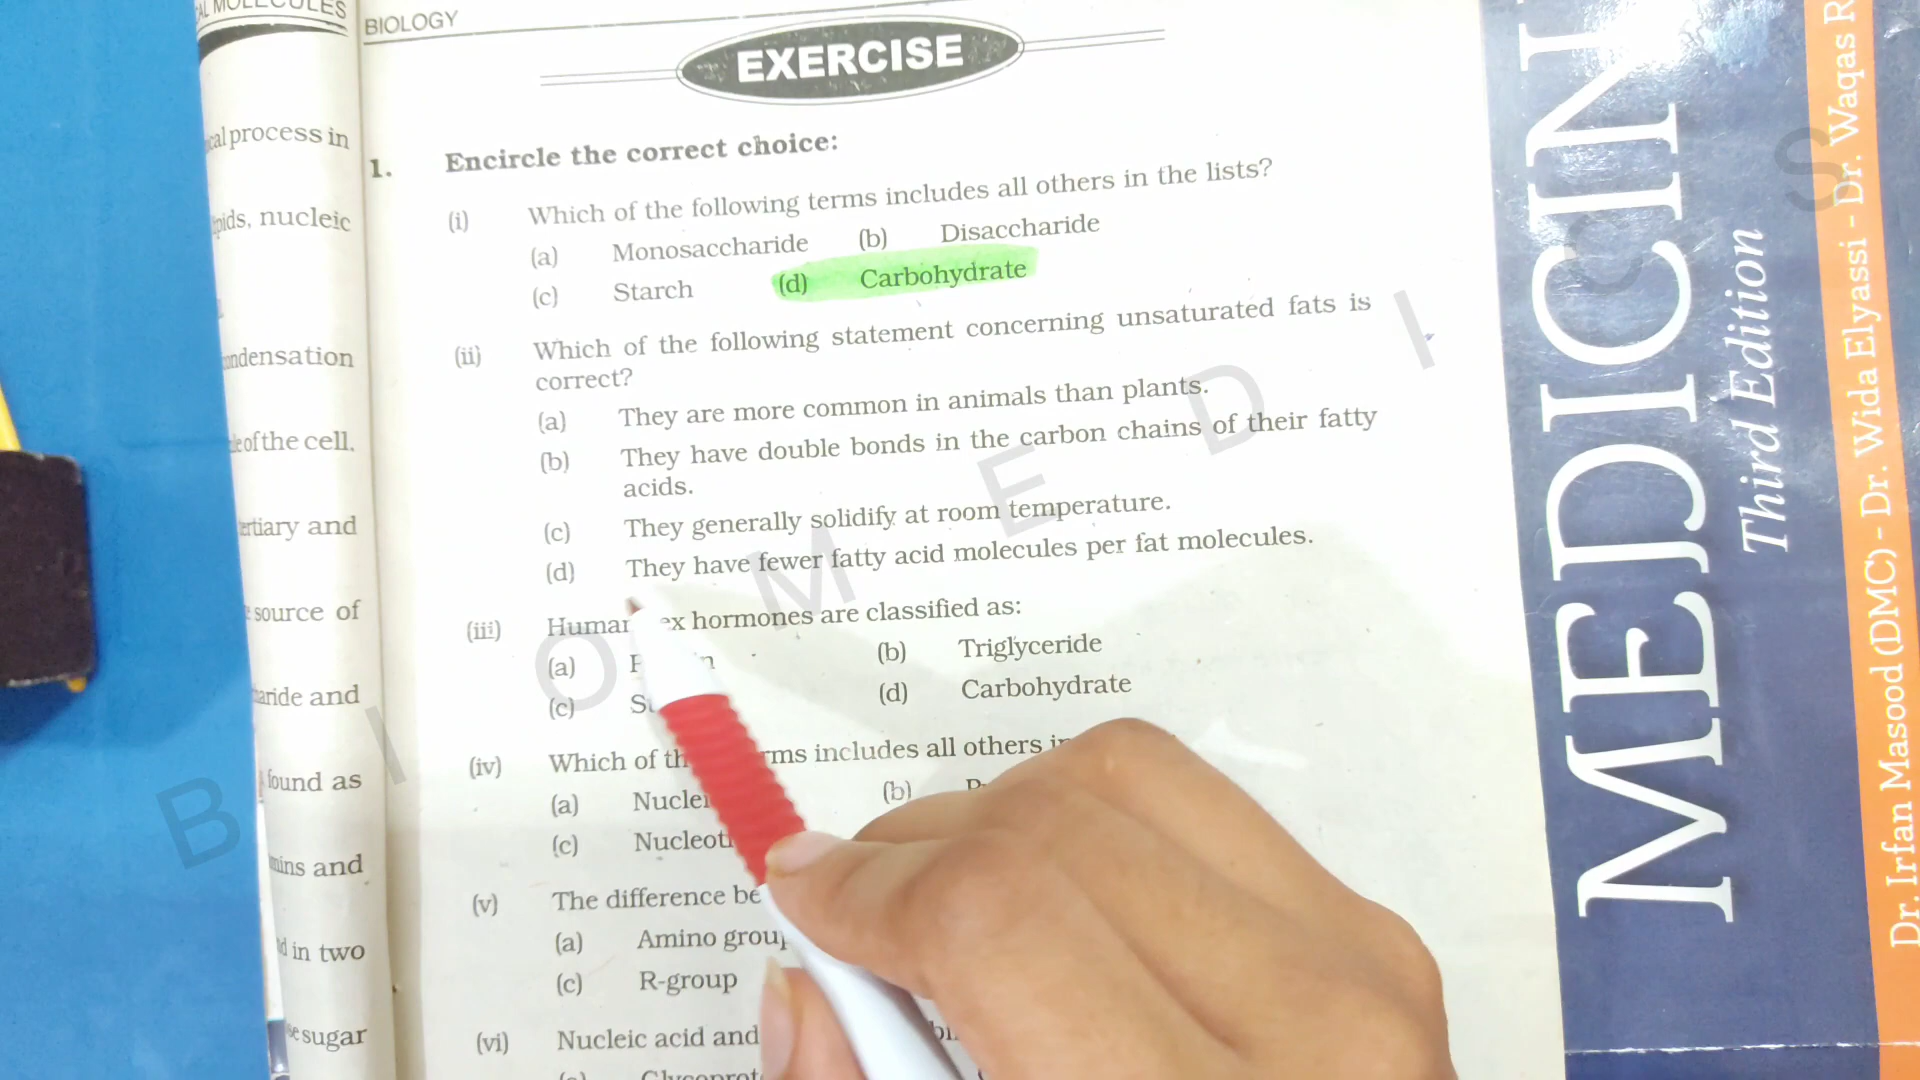 BIOLOGY
EXERCISE
1. Encircle the correct choice:
(i) Which of the following terms includes all others in the lists?
(a) Monosaccharide (b) Disaccharide
(c) Starch (d) Carbohydrate
(ii) Which of the following statement concerning unsaturated fats is
correct?
(a) They are more common in animals than plants.
(b) They have double bonds in the carbon chains of their fatty
acids.
(c) They generally solidify at room temperature.
(d) They have fewer fatty acid molecules per fat molecules.
(iii) hormones are classified as:
(a) (b) Triglyceride
(c) (d) Carbohydrate
(iv) Which of includes all others
(a) (b)
(c)
(v) The difference
(a) Amino
(c) R-group
(vi) Nucleic acid and
process in
nucleic
of the cell.
and
source of
and
found as
and
in two
sugar
Third Edition
Dr. Irfan Masood (DMC) - Dr. Wida Elyassi - Dr. Waqas
BIOMEDICS